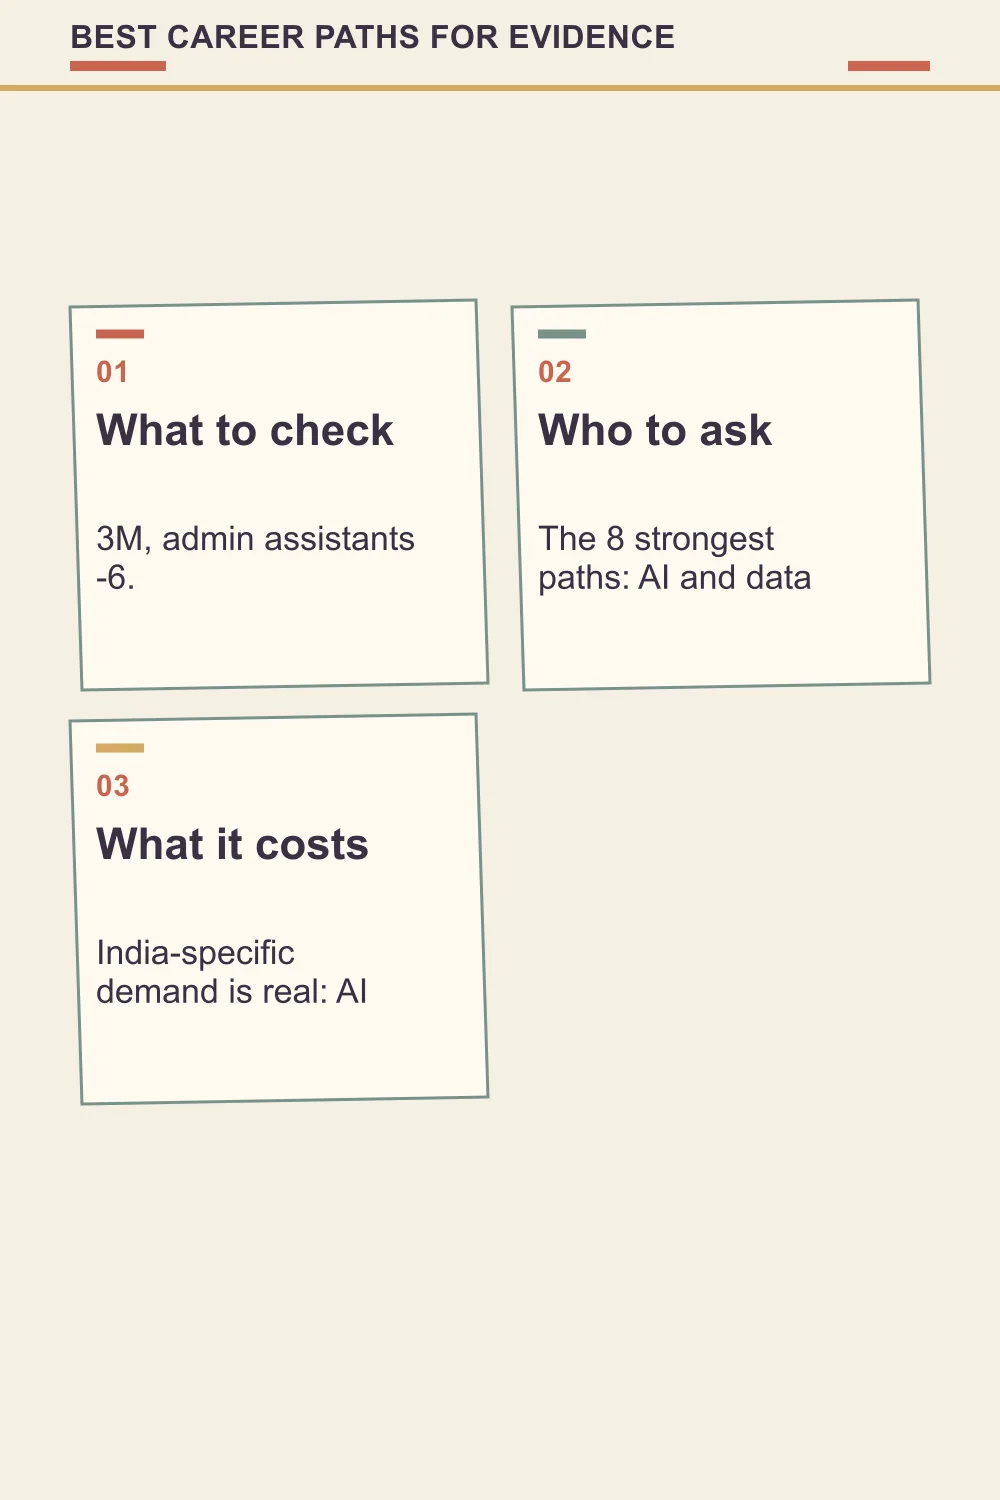 BEST CAREER PATHS FOR EVIDENCE
01
What to check
3M, admin assistants
-6.
02
Who to ask
The 8 strongest
paths: AI and data
03
What it costs
India-specific
demand is real: AI